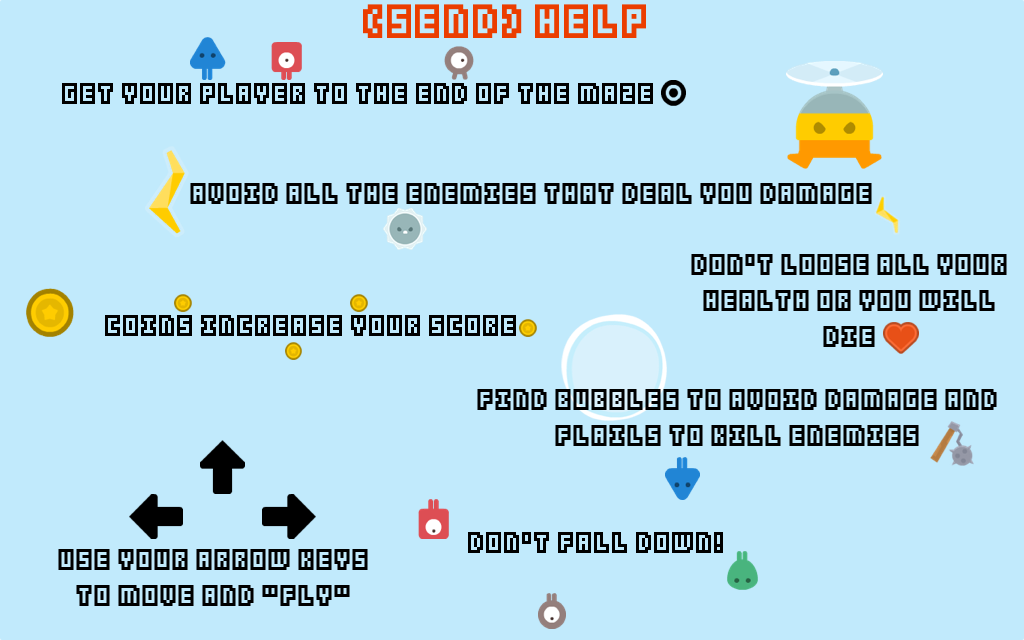 (SEND) HELP
GET YOUR PLAYER TO THE END OF THE MAZE
AVOID ALL THE ENEMIES THAT DEAL YOU DAMAGE
DON'T LOOSE ALL YOUR
HEALTH OR YOU WILL
DIE
COINS INCREASE YOUR SCORE
FIND BUBBLES TO AVOID DAMAGE AND
FLAILS TO KILL ENEMIES
DON'T FALL DOWN!
USE YOUR ARROW KEYS
TO MOVE AND "FLY"